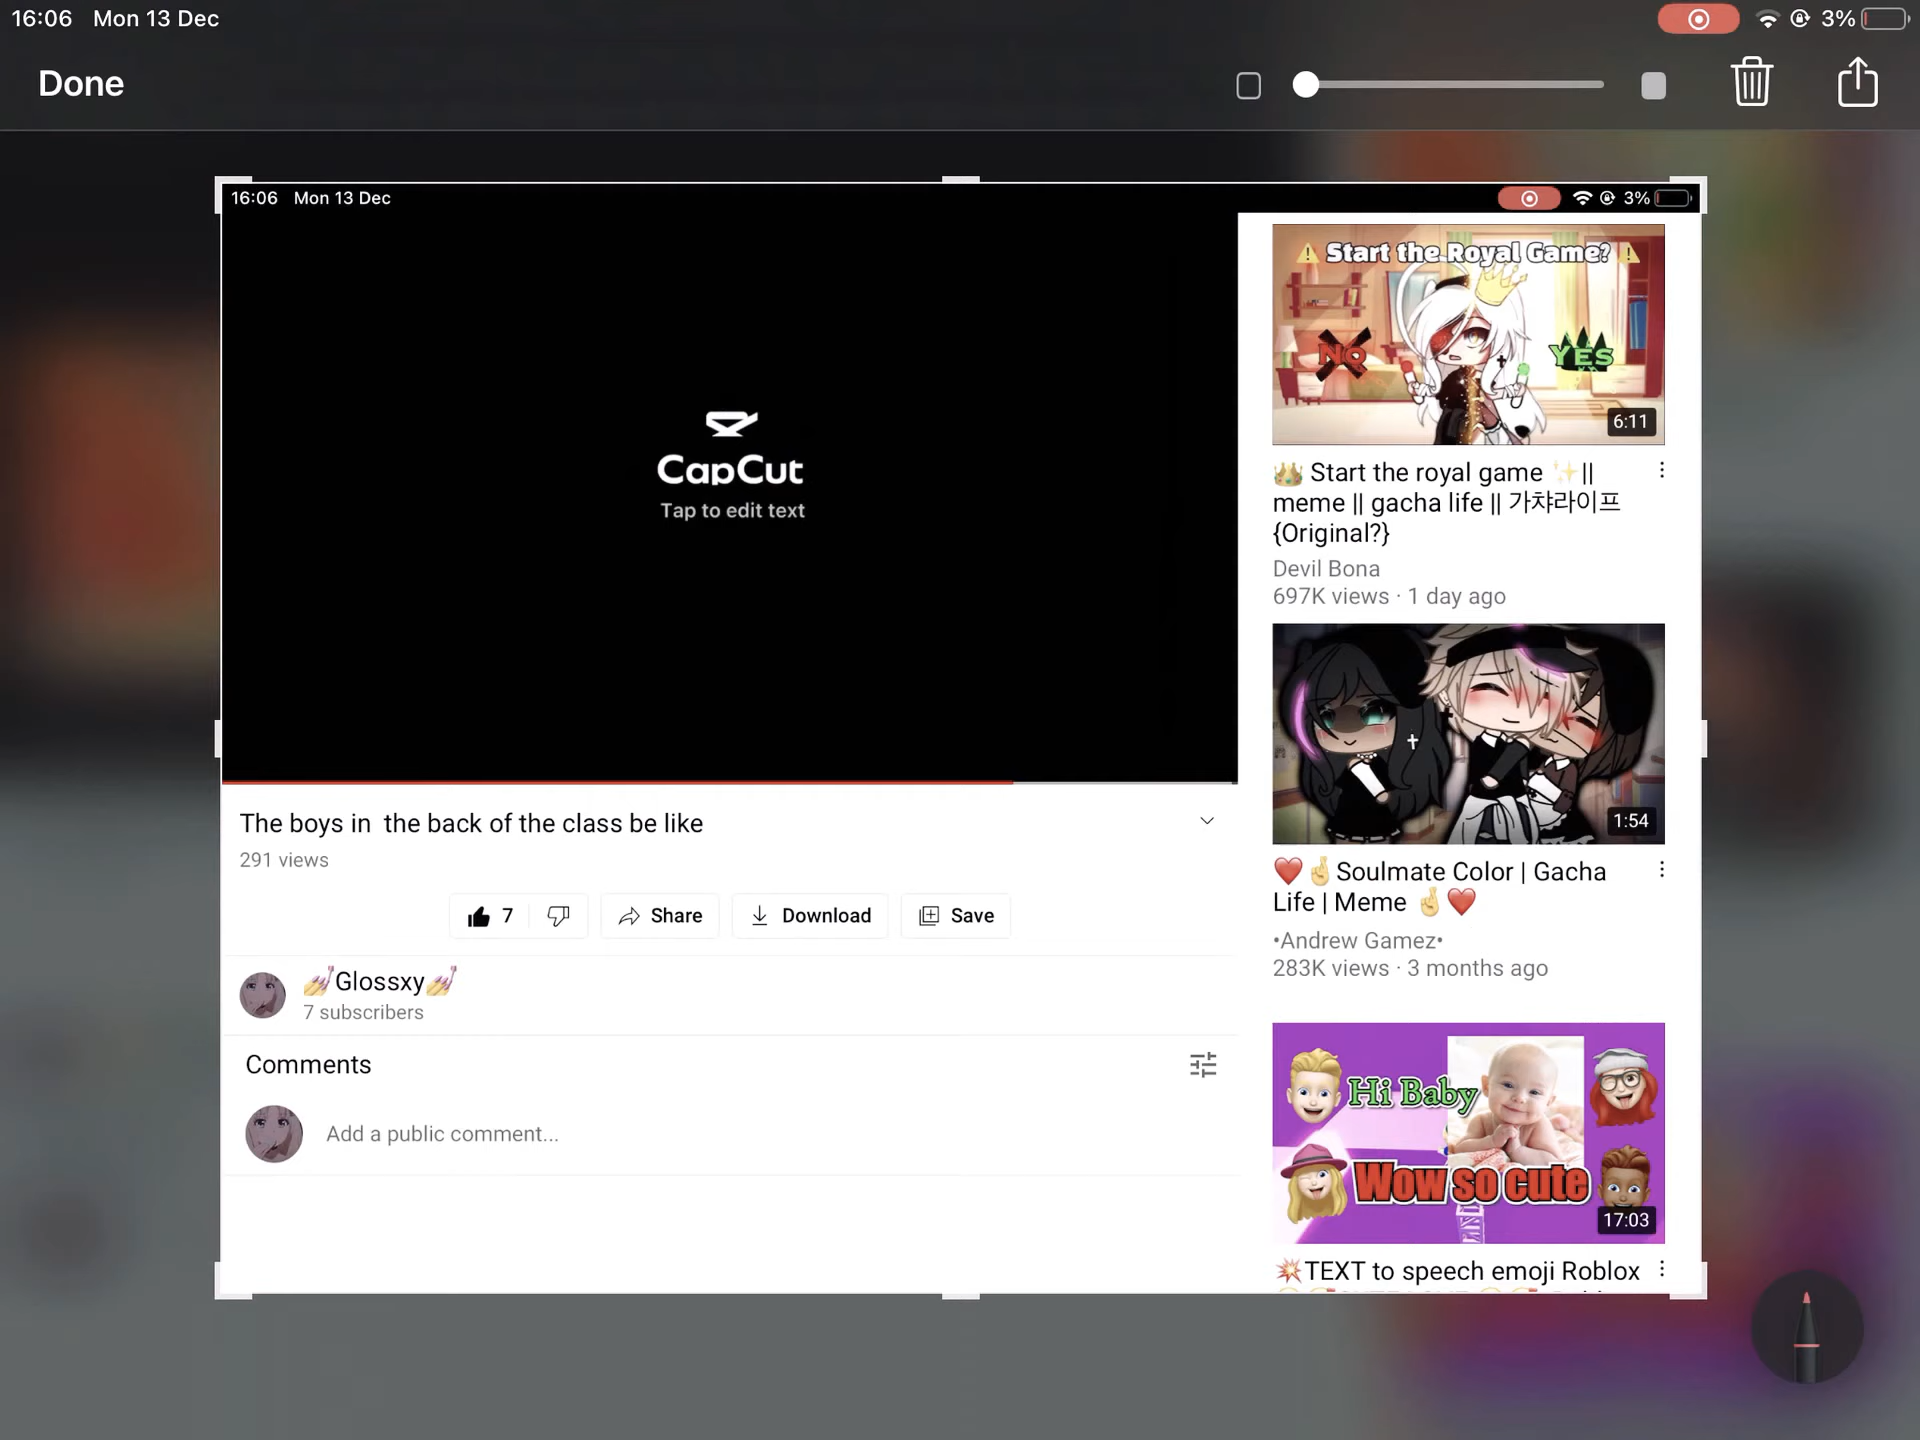 16:06 Mon 13 Dec
3%
Done
16:06 Mon 13 Dec
3%
CapCut
Tap to edit text
The boys in the back of the class be like
291 views
7
Share
Download
Save
💅Glossxy💅
7 subscribers
Comments
Add a public comment...
⚠️ Start the Royal Game? ⚠️
NO
YES
6:11
👑 Start the royal game ✨||
meme || gacha life || 가챠라이프
{Original?}
Devil Bona
697K views · 1 day ago
1:54
❤️🤞Soulmate Color | Gacha
Life | Meme 🤞❤️
•Andrew Gamez•
283K views · 3 months ago
Hi Baby
Wow so cute
17:03
💥TEXT to speech emoji Roblox